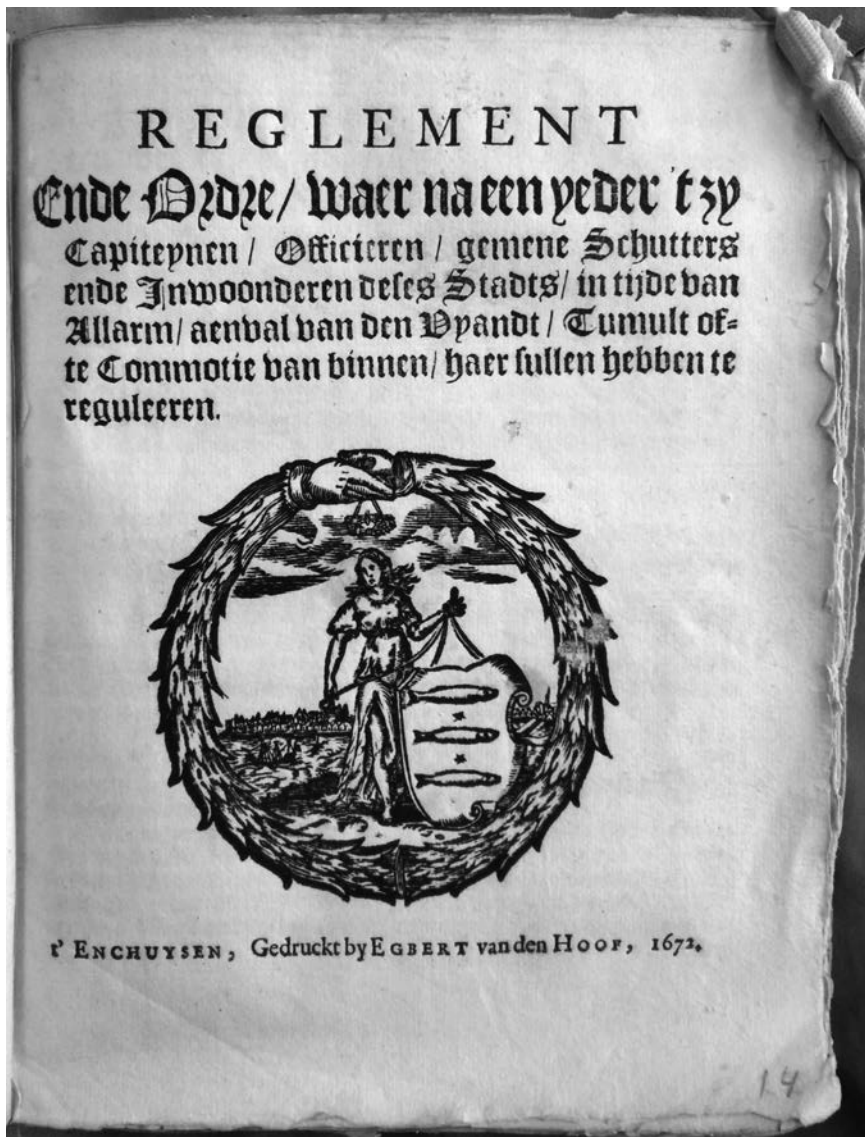 REGLEMENT
Ende Ordre/ waer na een yeder 't zy
Capiteynen / Officieren / gemene Schutters
ende Inwoonderen deses Stadts/ in tijde van
Allarm/ aenval van den Vyandt / Tumult of=
te Commotie van binnen/ haer sullen hebben te
reguleeren.
t' ENCHUYSEN, Gedruckt by EGBERT van den HOOF, 1672.
14